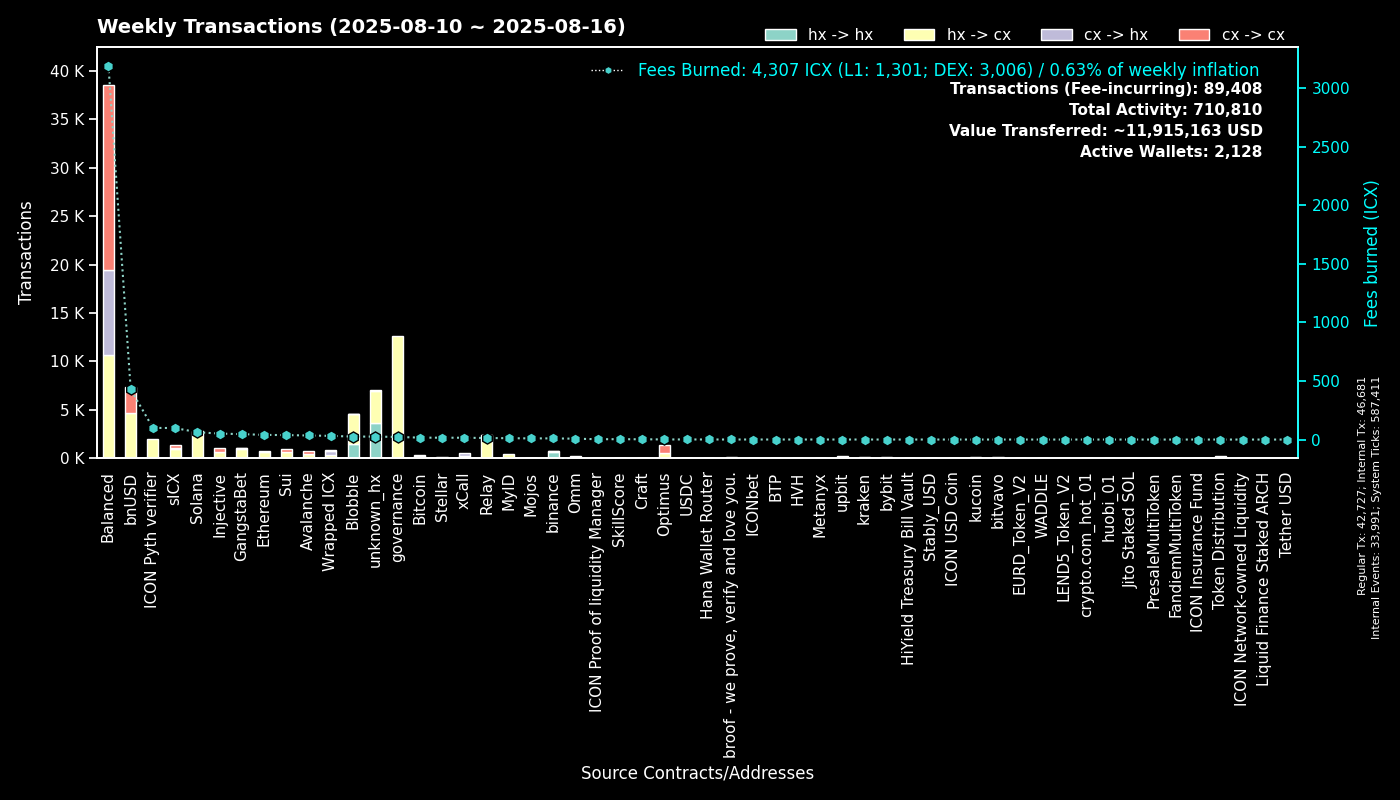 Weekly Transactions (2025-08-10 ~ 2025-08-16)
hx -> hx
hx -> cx
cx -> hx
cx -> cx
Fees Burned: 4,307 ICX (L1: 1,301; DEX: 3,006) / 0.63% of weekly inflation
Transactions (Fee-incurring): 89,408
Total Activity: 710,810
Value Transferred: ~11,915,163 USD
Active Wallets: 2,128
Transactions
40 K
35 K
30 K
25 K
20 K
15 K
10 K
5 K
0 K
3000
2500
2000
1500
1000
500
0
Fees burned (ICX)
Regular Tx: 42,727; Internal Tx: 46,681
Internal Events: 33,991; System Ticks: 587,411
Balanced
bnUSD
ICON Pyth verifier
sICX
Solana
Injective
GangstaBet
Ethereum
Sui
Avalanche
Wrapped ICX
Blobble
unknown_hx
governance
Bitcoin
Stellar
xCall
Relay
MyID
Mojos
binance
Omm
ICON Proof of liquidity Manager
SkillScore
Craft
Optimus
USDC
Hana Wallet Router
broof - we prove, verify and love you.
ICONbet
BTP
HVH
Metanyx
upbit
kraken
bybit
HiYield Treasury Bill Vault
Stably_USD
ICON USD Coin
kucoin
bitvavo
EURD_Token_V2
WADDLE
LEND5_Token_V2
crypto.com_hot_01
huobi_01
Jito Staked SOL
PresaleMultiToken
FandiemMultiToken
ICON Insurance Fund
Token Distribution
ICON Network-owned Liquidity
Liquid Finance Staked ARCH
Tether USD
Source Contracts/Addresses